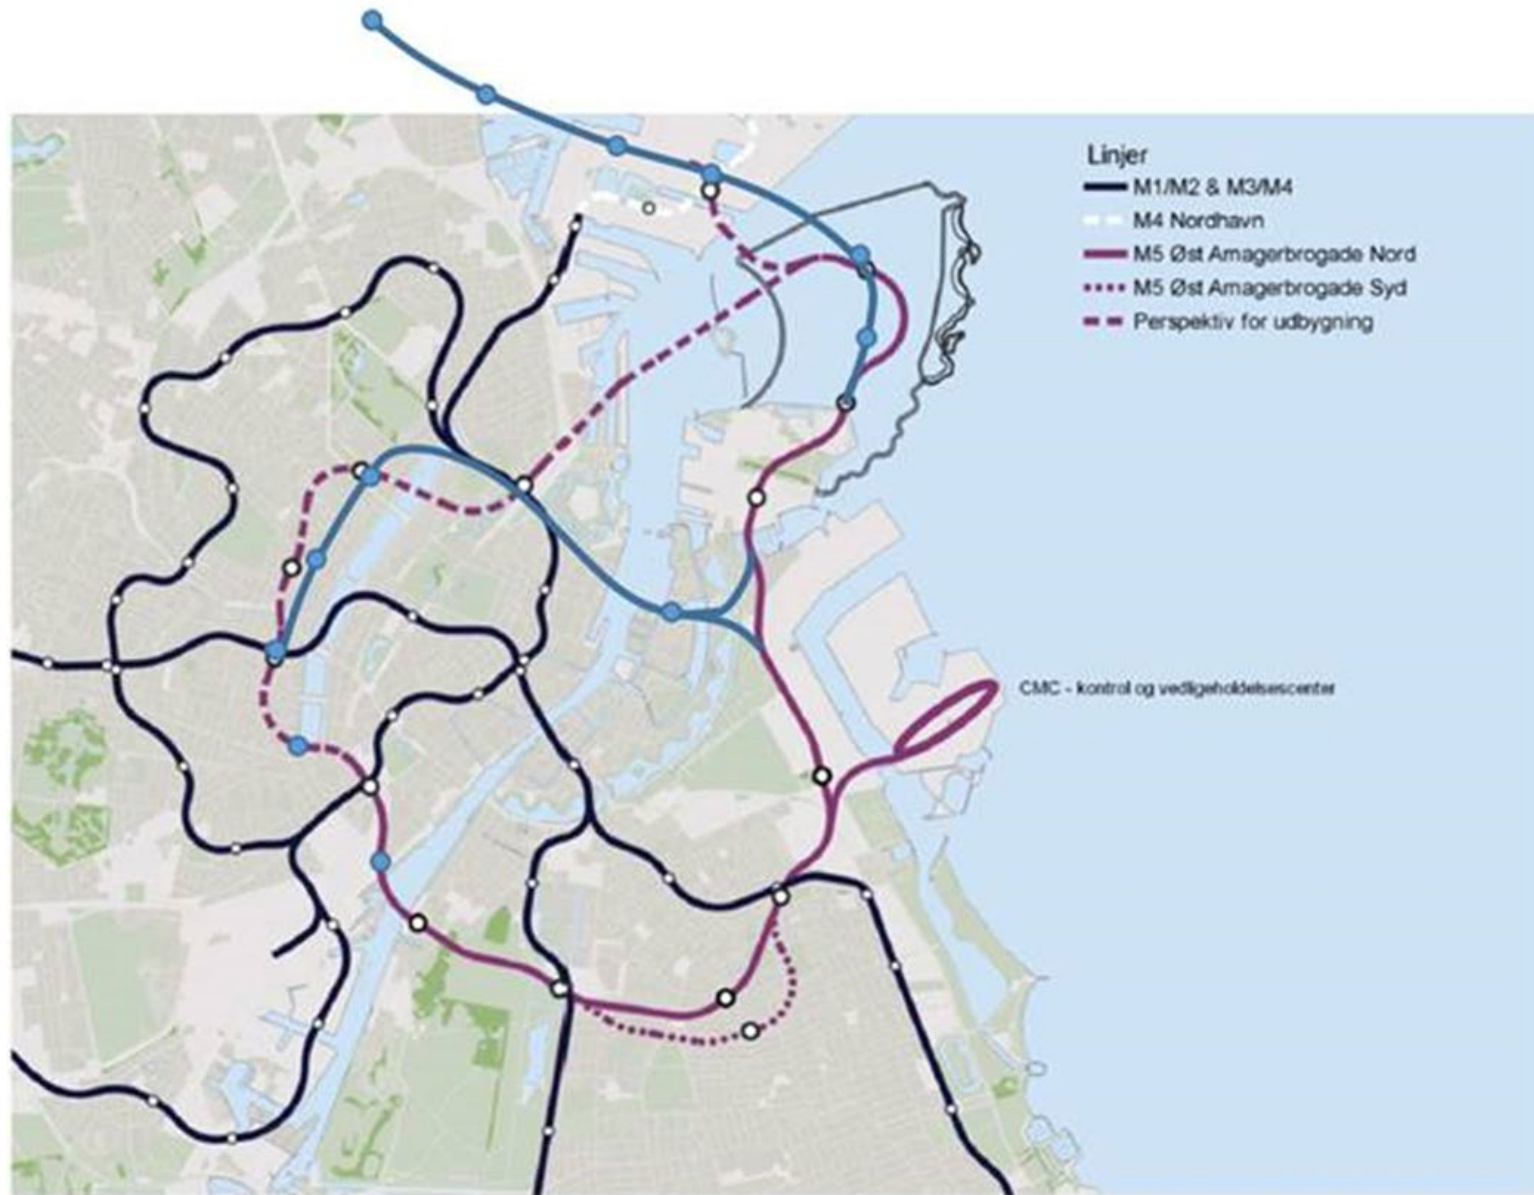 Linjer
M1/M2 & M3/M4
M4 Nordhavn
M5 Øst Amagerbrogade Nord
M5 Øst Amagerbrogade Syd
Perspektiv for udbygning
CMC - kontrol og vedligeholdelsescenter